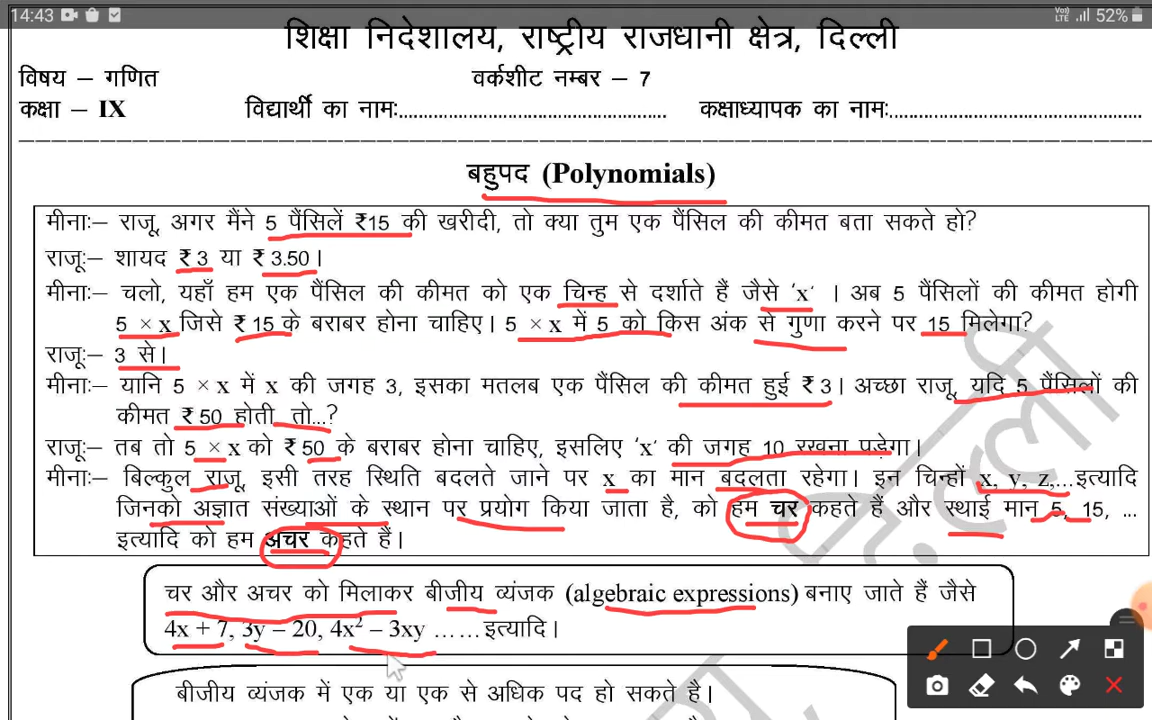 14:43
Vo) LTE 52%
शिक्षा निदेशालय, राष्ट्रीय राजधानी क्षेत्र, दिल्ली
विषय – गणित वर्कशीट नम्बर – 7
कक्षा – IX विद्यार्थी का नामः............................................................ कक्षाध्यापक का नामः..........................................................
बहुपद (Polynomials)
मीनाः– राजू, अगर मैंने 5 पैंसिलें ₹15 की खरीदी, तो क्या तुम एक पैंसिल की कीमत बता सकते हो?
राजूः– शायद ₹ 3 या ₹ 3.50।
मीनाः– चलो, यहाँ हम एक पैंसिल की कीमत को एक चिन्ह से दर्शाते हैं जैसे 'x' । अब 5 पैंसिलों की कीमत होगी
5 × x जिसे ₹ 15 के बराबर होना चाहिए। 5 × x में 5 को किस अंक से गुणा करने पर 15 मिलेगा?
राजूः– 3 से।
मीनाः– यानि 5 × x में x की जगह 3, इसका मतलब एक पैंसिल की कीमत हुई ₹ 3। अच्छा राजू, यदि 5 पैंसिलों की
कीमत ₹ 50 होती तो...?
राजूः– तब तो 5 × x को ₹ 50 के बराबर होना चाहिए, इसलिए 'x' की जगह 10 रखना पड़ेगा।
मीनाः– बिल्कुल राजू, इसी तरह स्थिति बदलते जाने पर x का मान बदलता रहेगा। इन चिन्हों x, y, z,... इत्यादि
जिनको अज्ञात संख्याओं के स्थान पर प्रयोग किया जाता है, को हम चर कहते हैं और स्थाई मान 5, 15, ...
इत्यादि को हम अचर कहते हैं।
चर और अचर को मिलाकर बीजीय व्यंजक (algebraic expressions) बनाए जाते हैं जैसे
4x + 7, 3y – 20, 4x² – 3xy ...... इत्यादि।
बीजीय व्यंजक में एक या एक से अधिक पद हो सकते है।